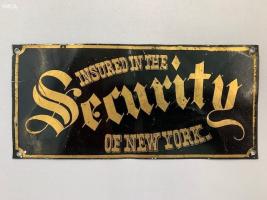 INSURED IN THE
Security
OF NEW YORK.